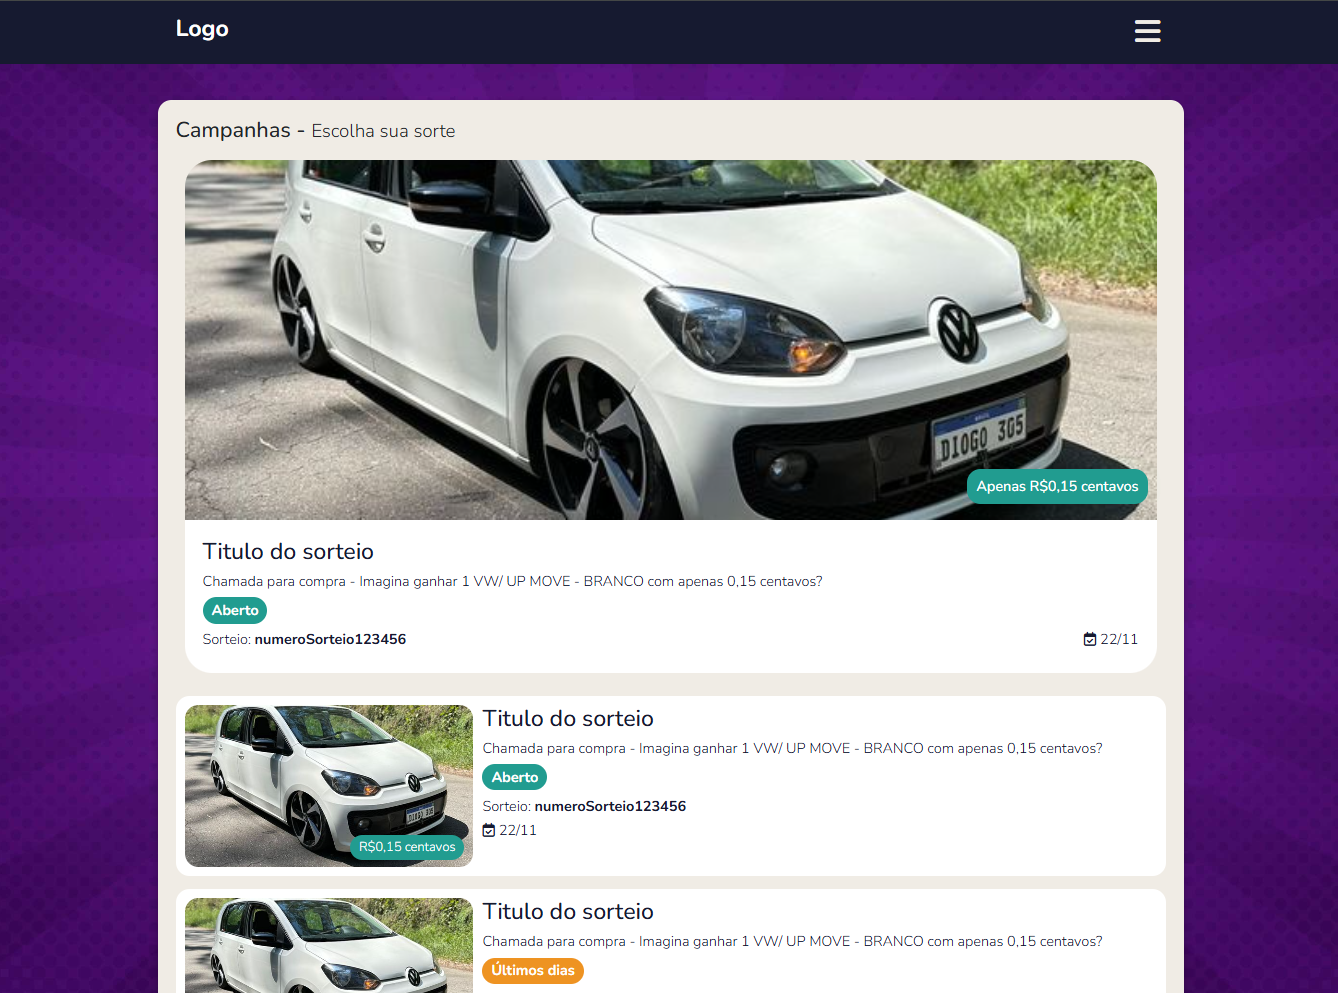 Logo
Campanhas - Escolha sua sorte
BRASIL
DIOGO 305
Apenas R$0,15 centavos
Titulo do sorteio
Chamada para compra - Imagina ganhar 1 VW/ UP MOVE - BRANCO com apenas 0,15 centavos?
Aberto
Sorteio: numeroSorteio123456
22/11
DIOGO 305
R$0,15 centavos
Titulo do sorteio
Chamada para compra - Imagina ganhar 1 VW/ UP MOVE - BRANCO com apenas 0,15 centavos?
Aberto
Sorteio: numeroSorteio123456
22/11
Titulo do sorteio
Chamada para compra - Imagina ganhar 1 VW/ UP MOVE - BRANCO com apenas 0,15 centavos?
Últimos dias